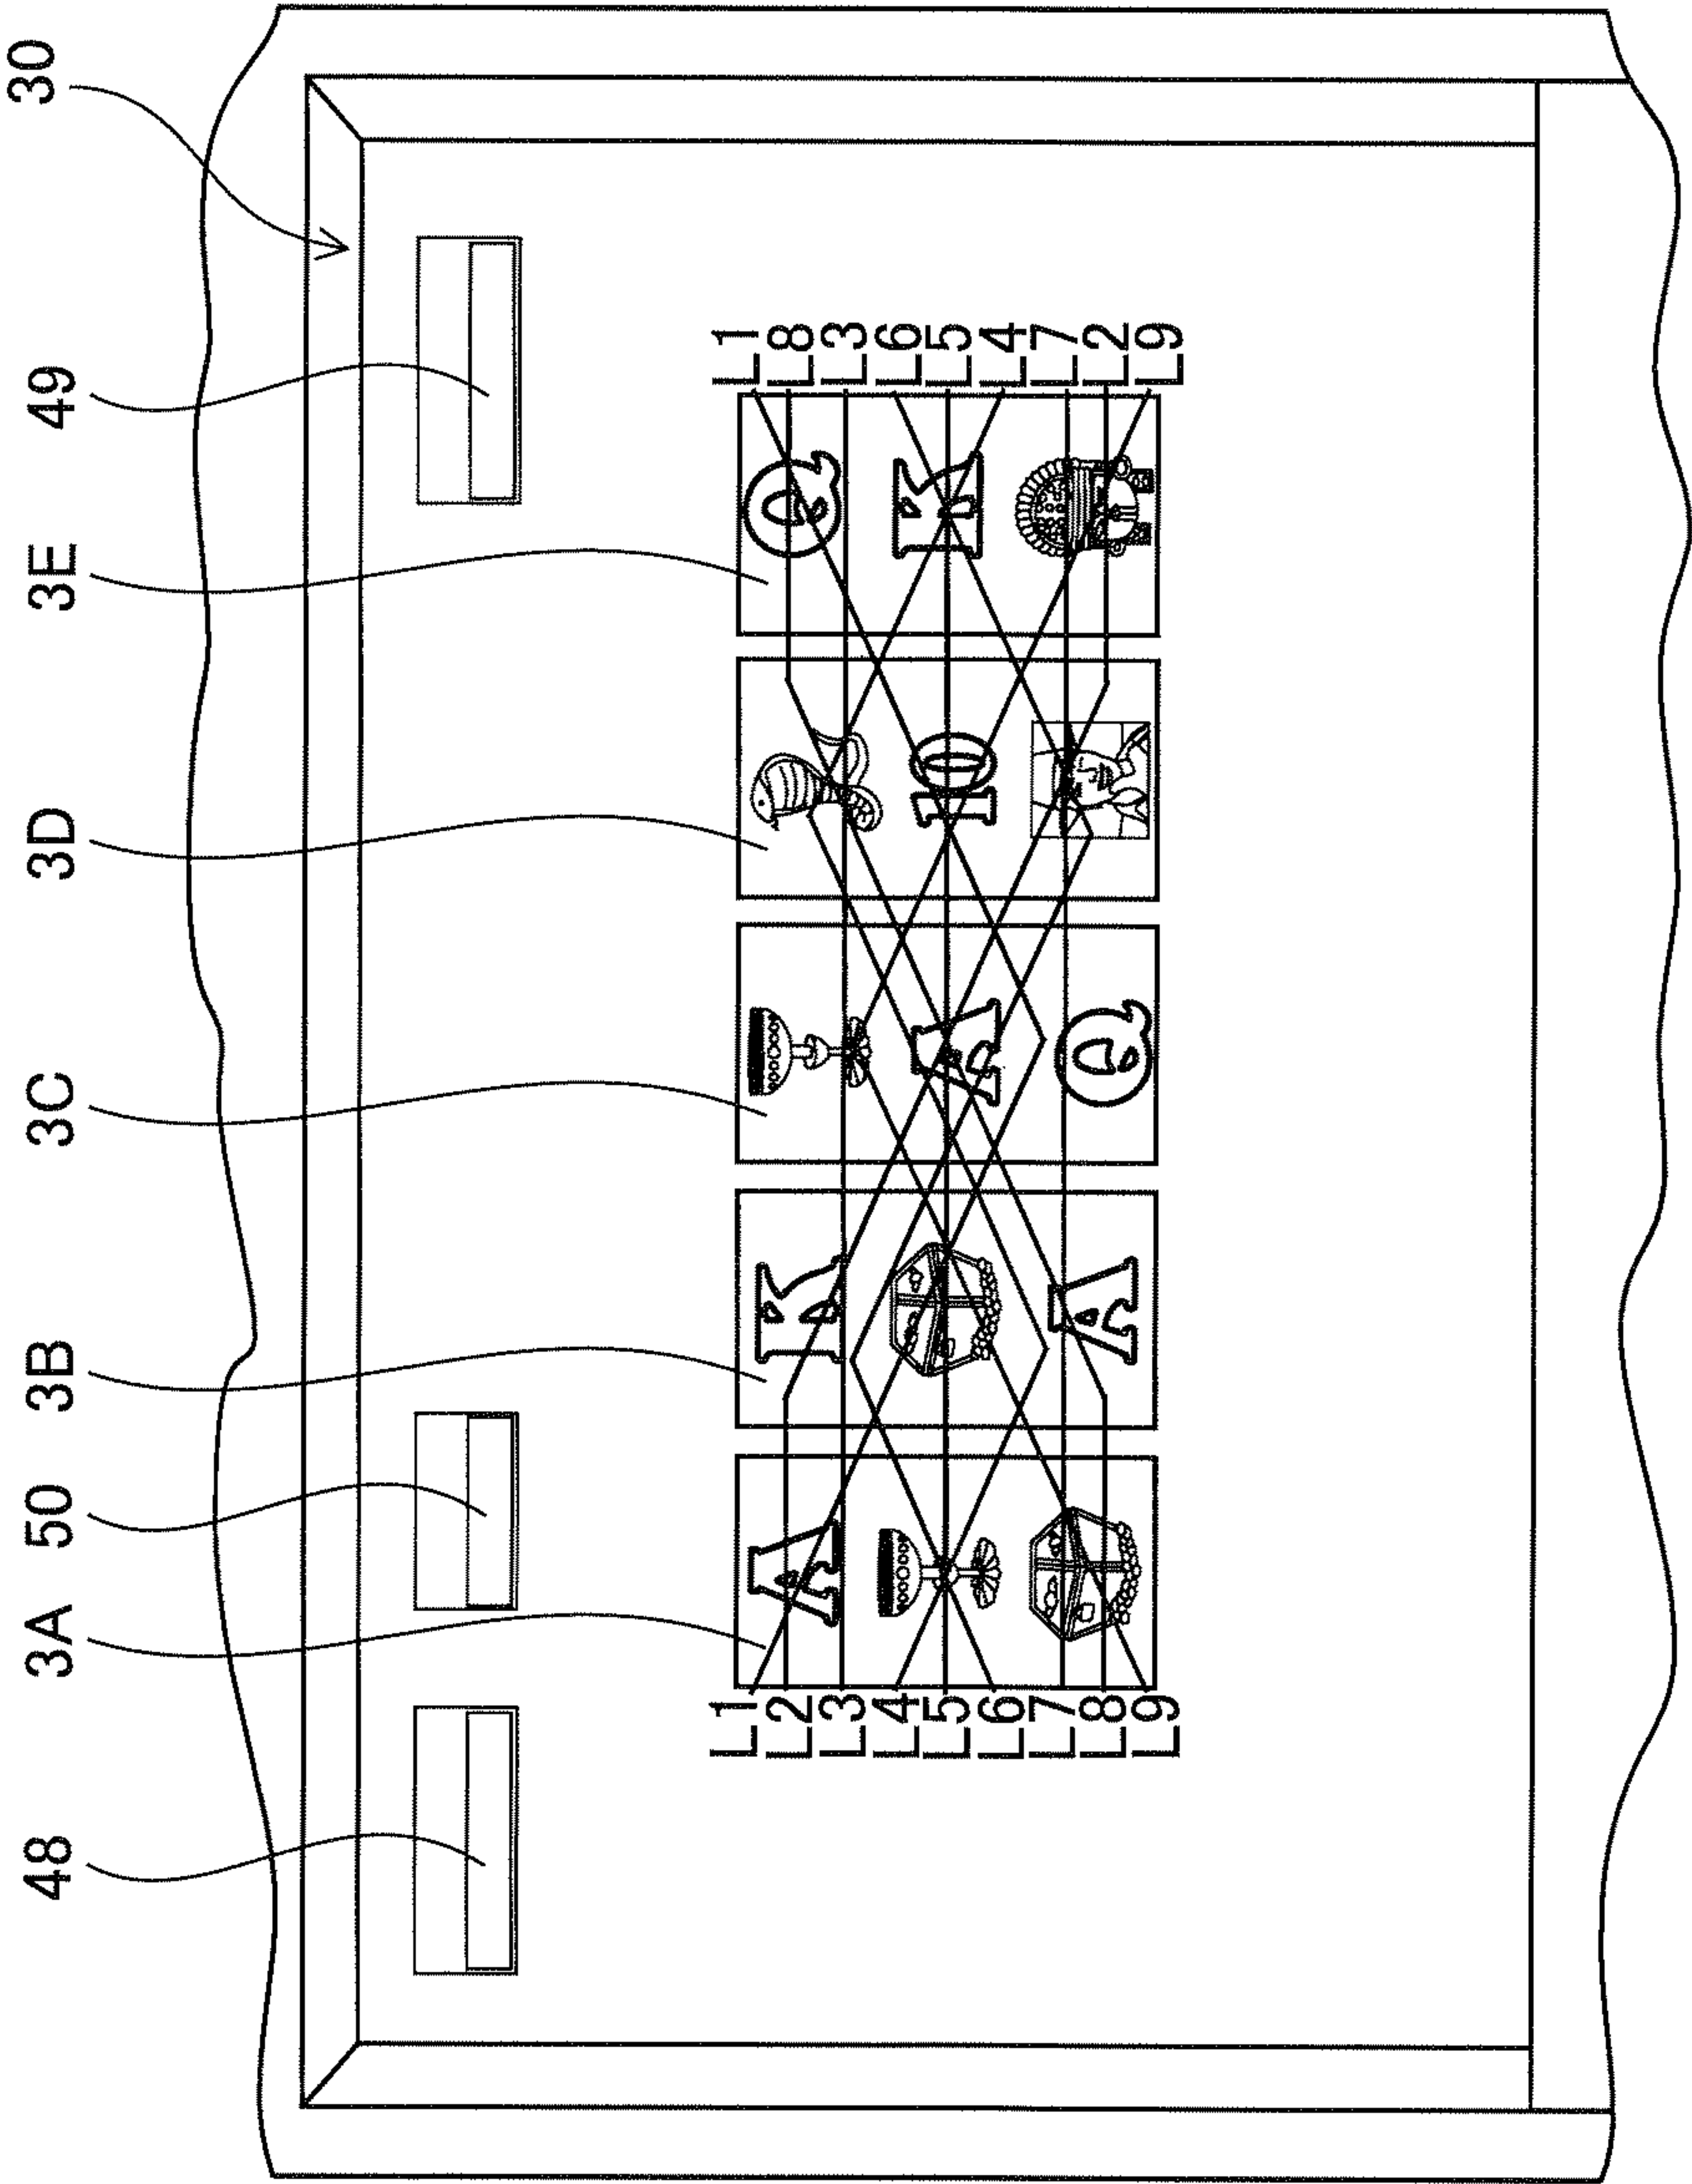 48 3A 50 3B 3C 3D 3E 49 30
L1 L1
L2 A K Q L8
L3 L3
L4 L6
L5 A 10 K L5
L6 L4
L7 L7
L8 A Q L2
L9 L9